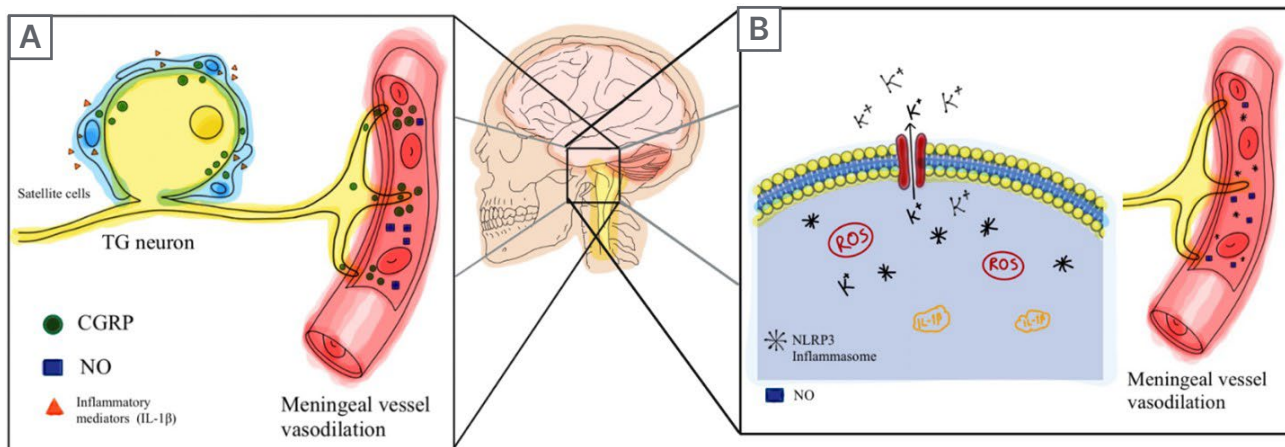 A
Satellite cells
TG neuron
CGRP
NO
Inflammatory
mediators (IL-1β)
Meningeal vessel
vasodilation
B
K+
K+
K+
K+
K+
K+
K+
ROS
ROS
IL-1β
IL-1β
NLRP3
Inflammasome
NO
Meningeal vessel
vasodilation